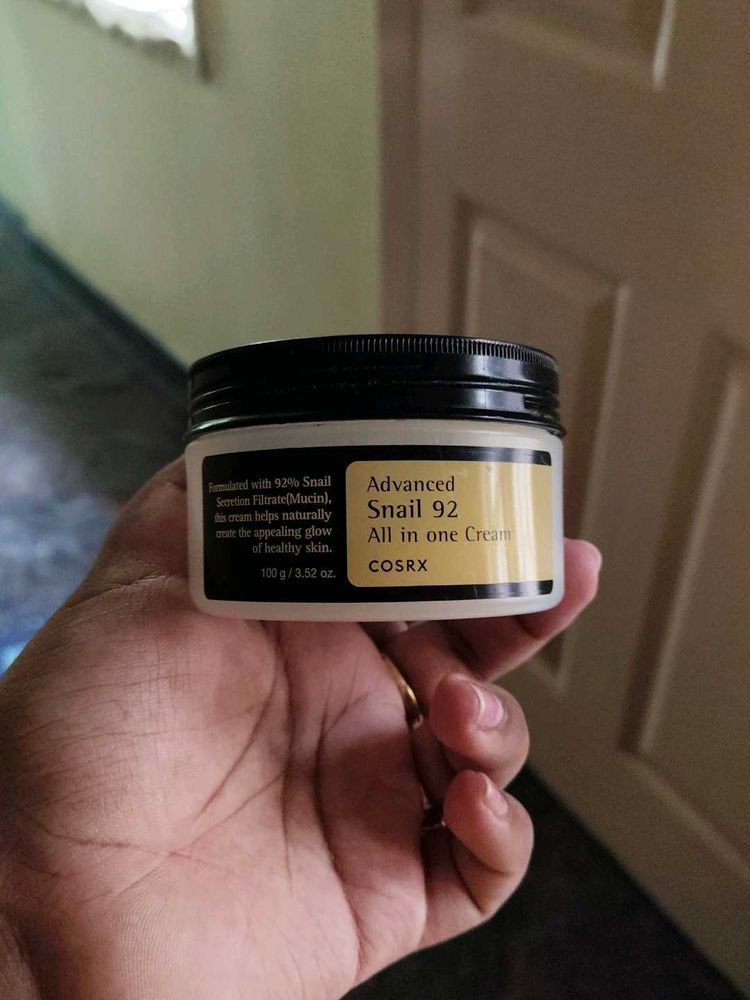 Formulated with 92% Snail
Secretion Filtrate(Mucin),
this cream helps naturally
create the appealing glow
of healthy skin.
100 g / 3.52 oz.
Advanced
Snail 92
All in one Cream
COSRX